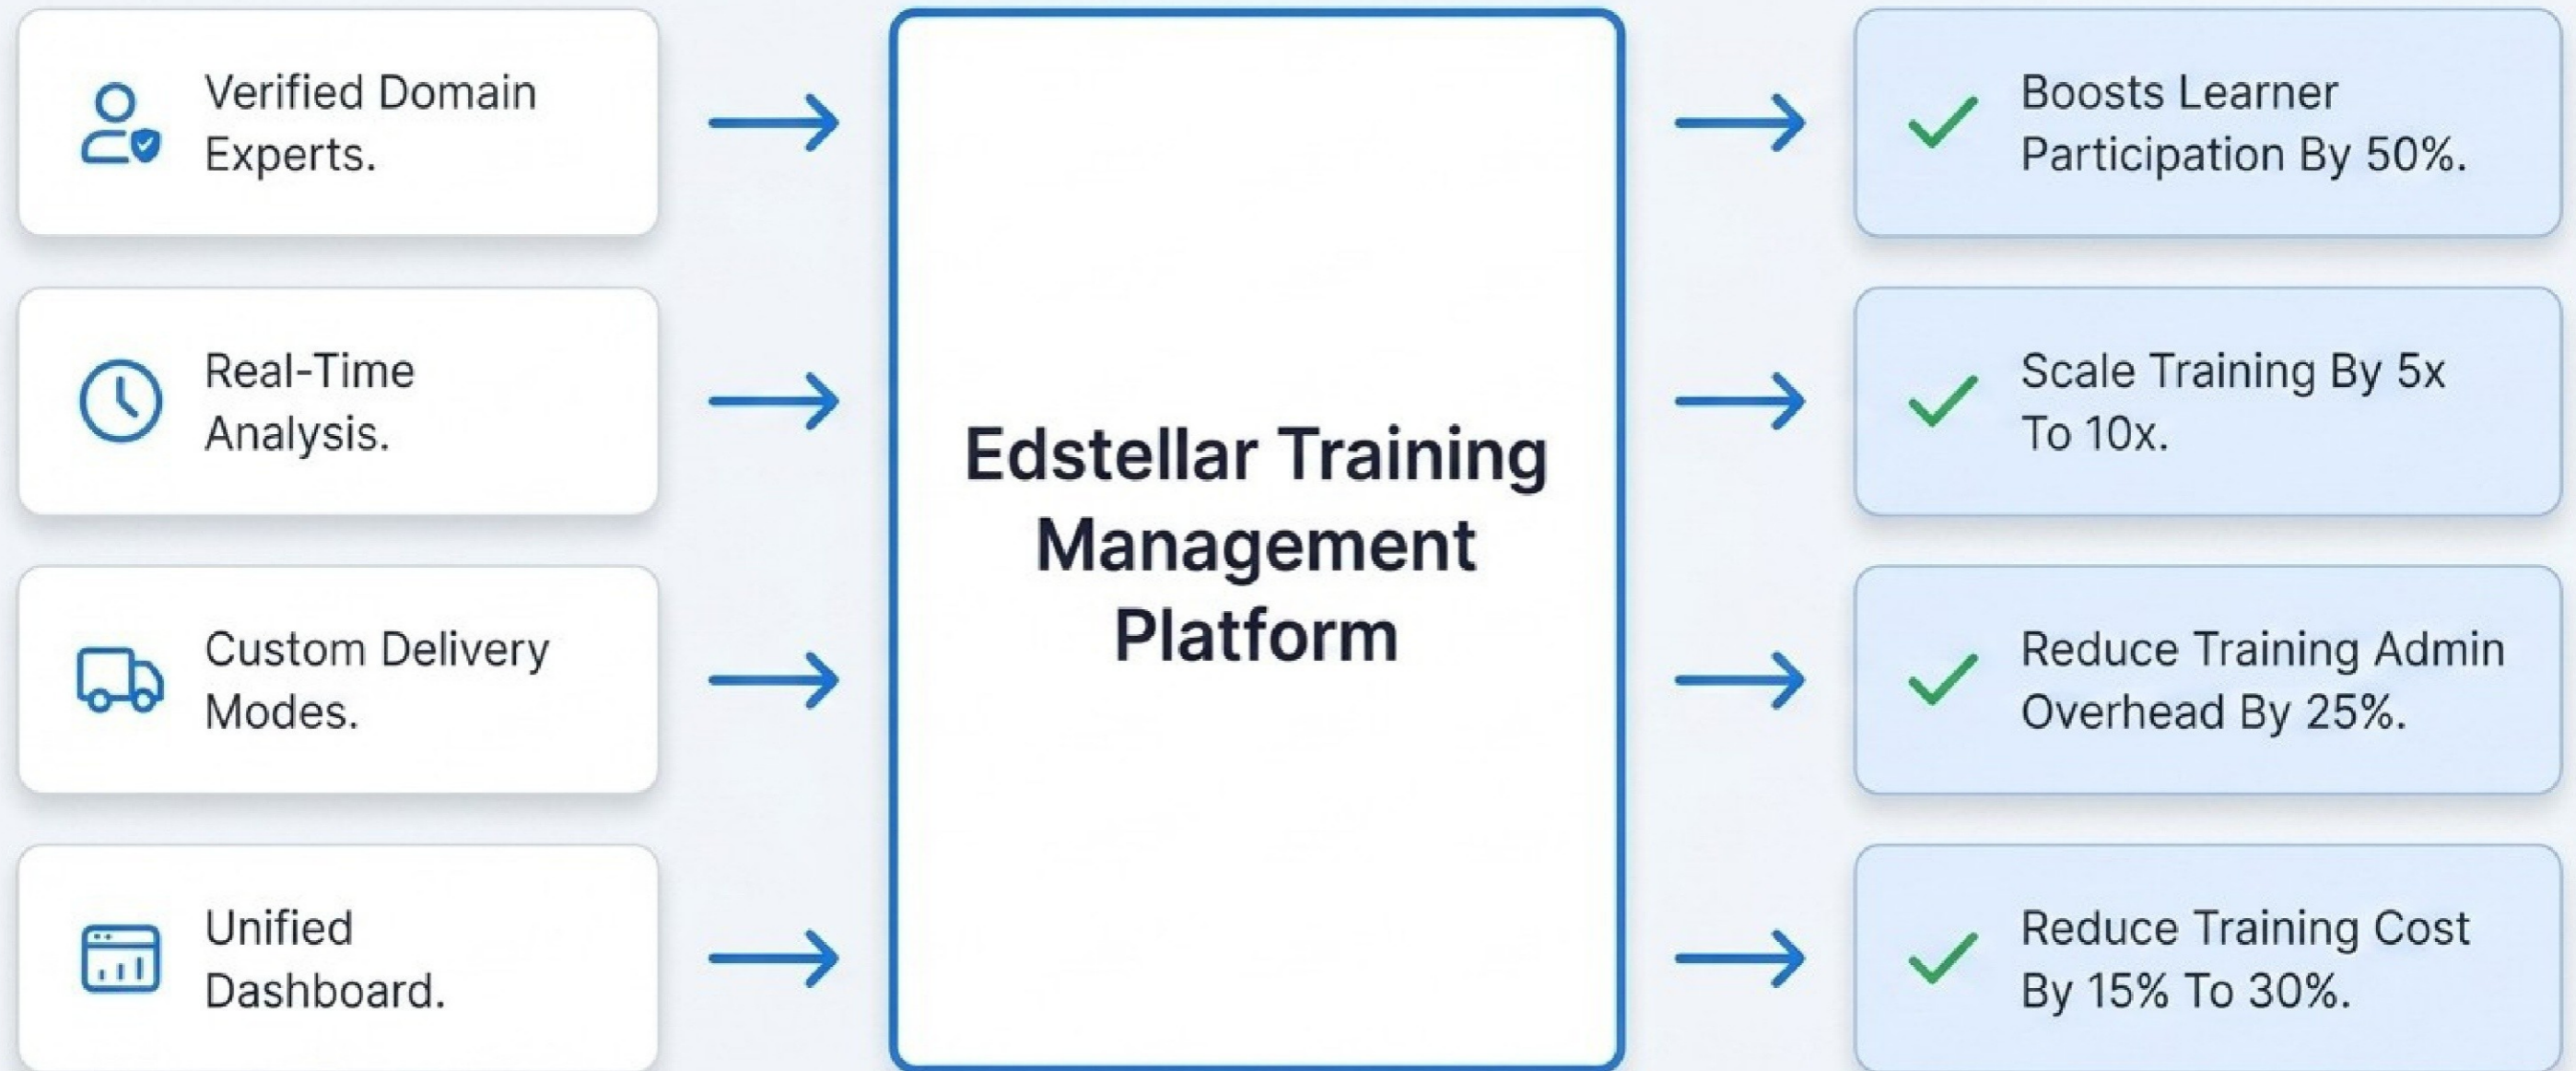 Verified Domain
Experts.
Real-Time
Analysis.
Custom Delivery
Modes.
Unified
Dashboard.
Edstellar Training
Management
Platform
Boosts Learner
Participation By 50%.
Scale Training By 5x
To 10x.
Reduce Training Admin
Overhead By 25%.
Reduce Training Cost
By 15% To 30%.